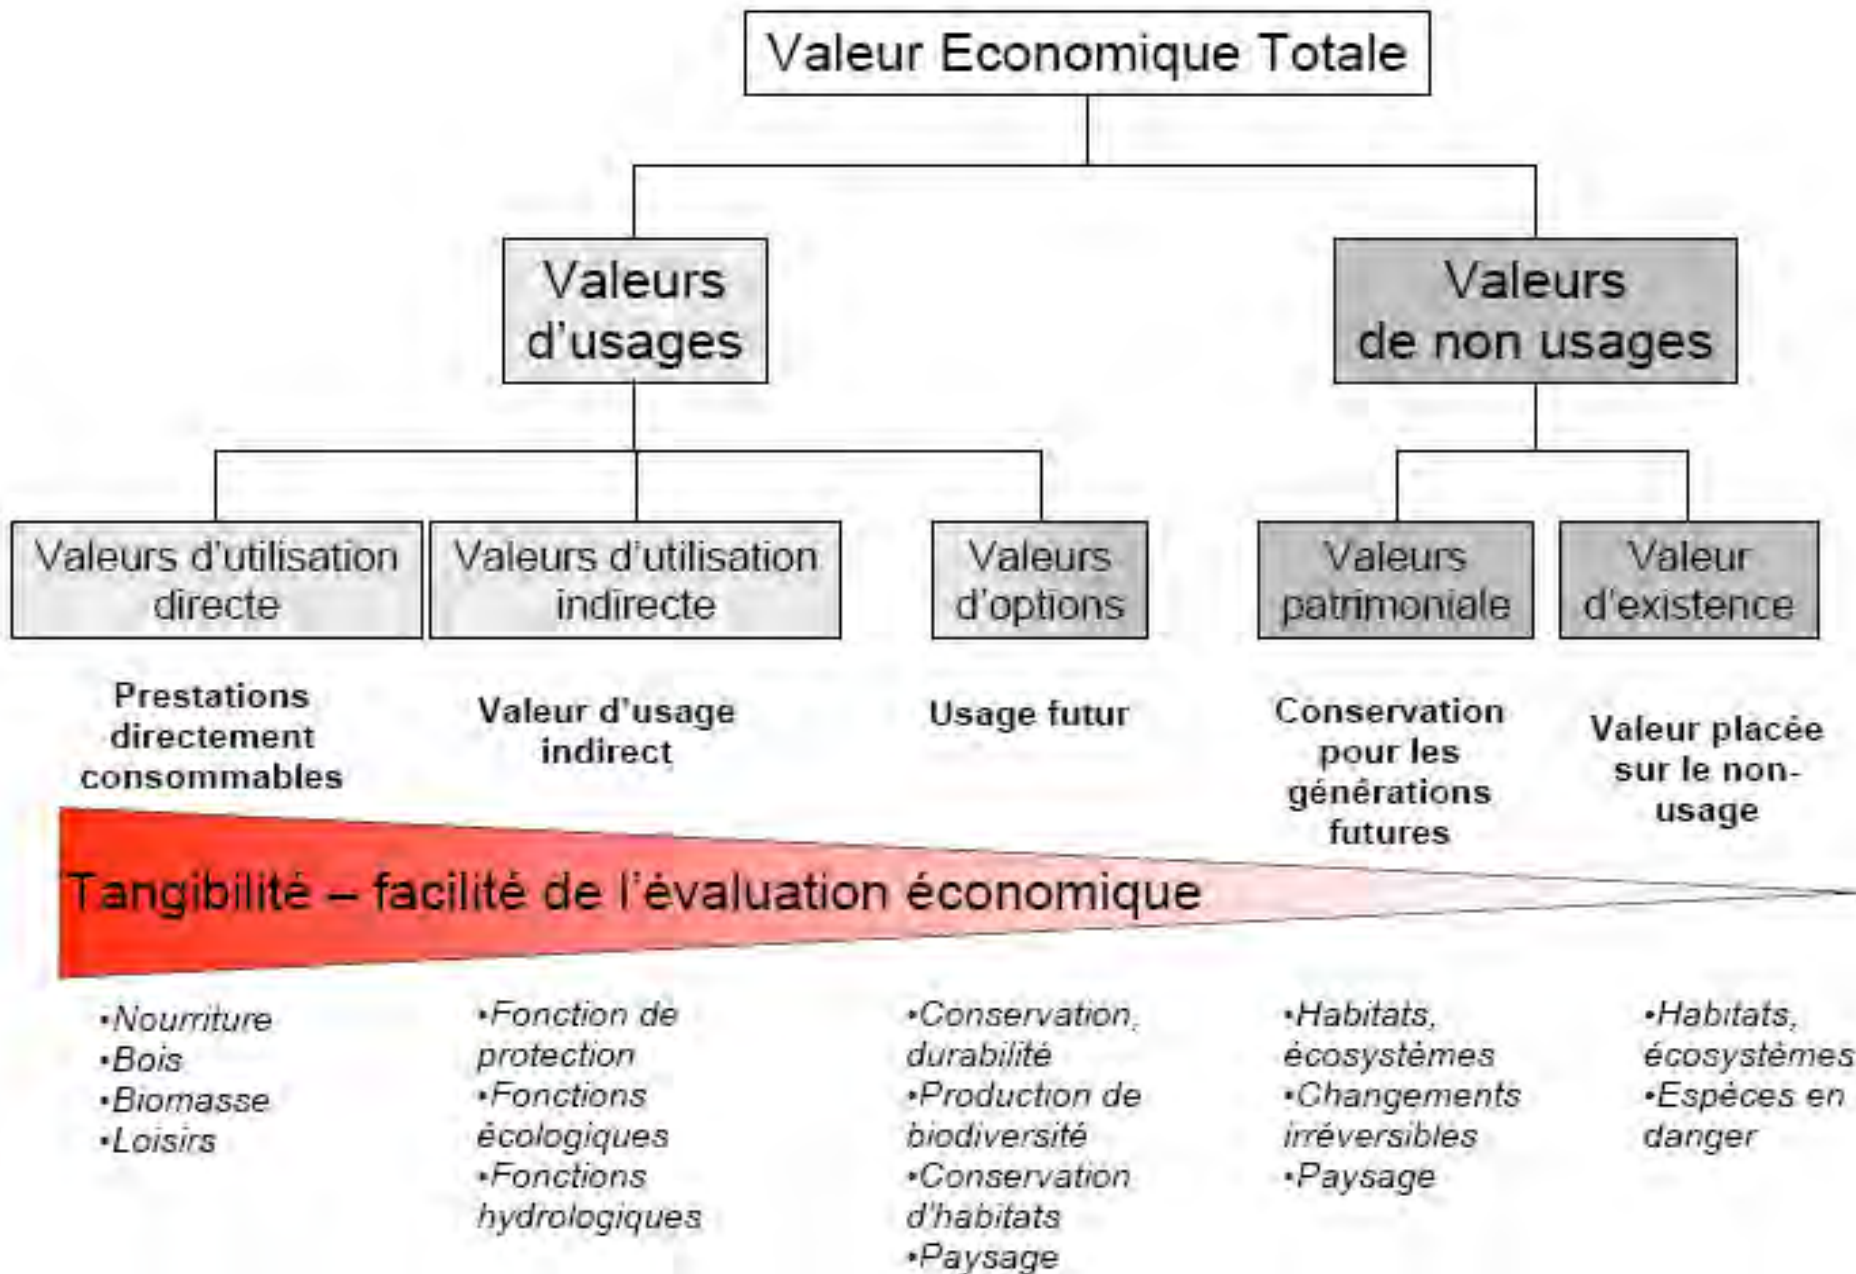 Valeur Economique Totale
Valeurs
d'usages
Valeurs
de non usages
Valeurs d'utilisation
directe
Valeurs d'utilisation
indirecte
Valeurs
d'options
Valeurs
patrimoniale
Valeur
d'existence
Prestations
directement
consommables
Valeur d'usage
indirect
Usage futur
Conservation
pour les
générations
futures
Valeur placée
sur le non-
usage
Tangibilité – facilité de l'évaluation économique
•Nourriture
•Bois
•Biomasse
•Loisirs
•Fonction de
protection
•Fonctions
écologiques
•Fonctions
hydrologiques
•Conservation,
durabilité
•Production de
biodiversité
•Conservation
d'habitats
•Paysage
•Habitats,
écosystèmes
•Changements
irréversibles
•Paysage
•Habitats,
écosystèmes
•Espèces en
danger